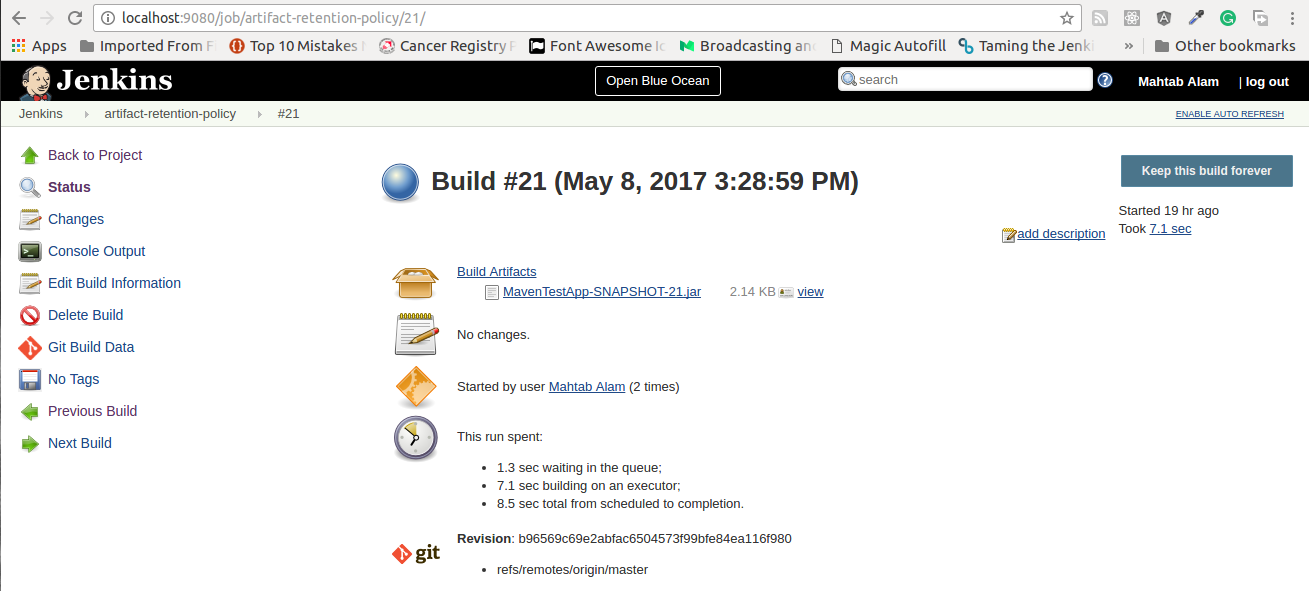 localhost:9080/job/artifact-retention-policy/21/
Apps Imported From Top 10 Mistakes Cancer Registry Font Awesome Broadcasting Magic Autofill Taming the » Other bookmarks
Jenkins Open Blue Ocean search ? Mahtab Alam | log out
Jenkins artifact-retention-policy #21 ENABLE AUTO REFRESH
Back to Project
Status
Changes
Console Output
Edit Build Information
Delete Build
Git Build Data
No Tags
Previous Build
Next Build
Build #21 (May 8, 2017 3:28:59 PM)
Keep this build forever
Started 19 hr ago
Took 7.1 sec
add description
Build Artifacts
MavenTestApp-SNAPSHOT-21.jar 2.14 KB view
No changes.
Started by user Mahtab Alam (2 times)
This run spent:
• 1.3 sec waiting in the queue;
• 7.1 sec building on an executor;
• 8.5 sec total from scheduled to completion.
git
Revision: b96569c69e2abfac6504573f99bfe84ea116f980
• refs/remotes/origin/master